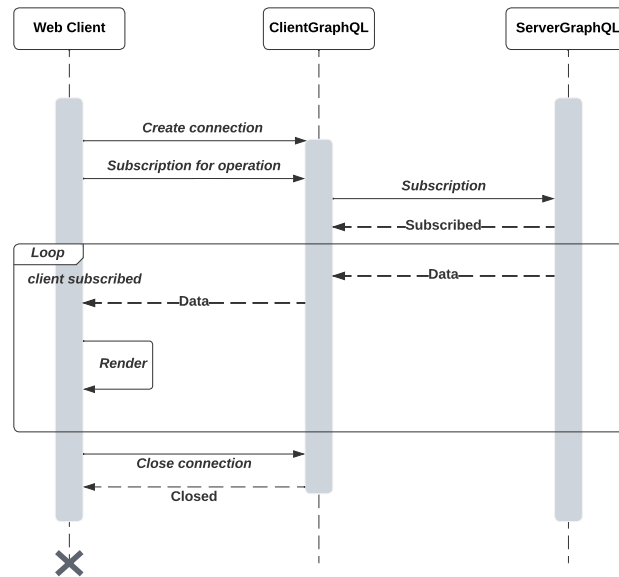 Web Client
ClientGraphQL
ServerGraphQL
Create connection
Subscription for operation
Subscription
Subscribed
Loop
client subscribed
Data
Data
Render
Close connection
Closed